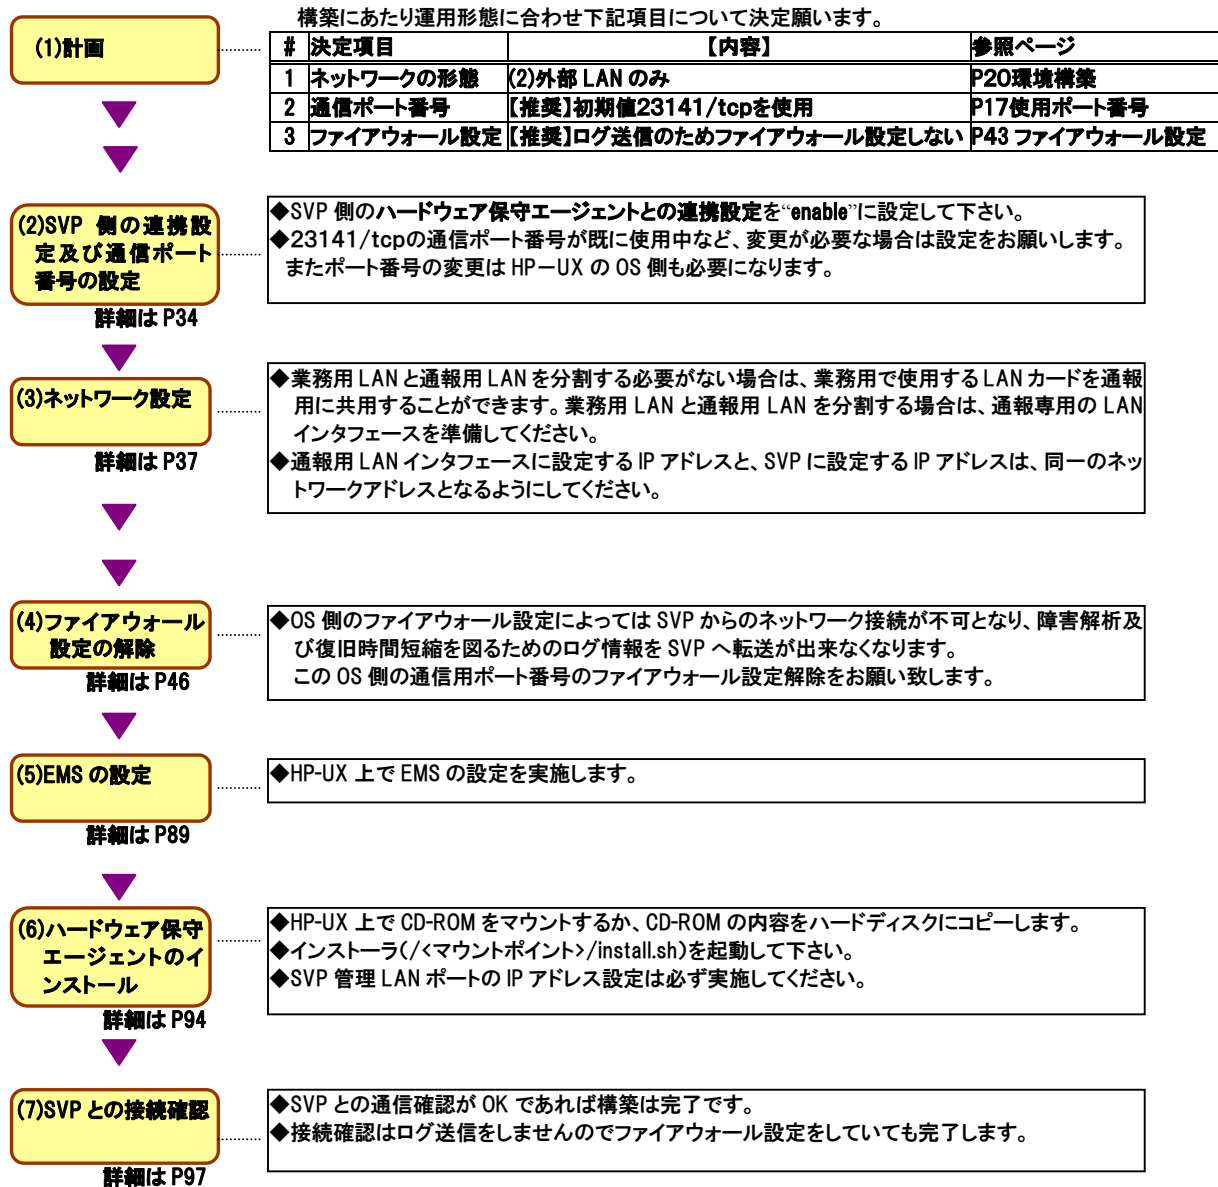 構築にあたり運用形態に合わせ下記項目について決定願います。
(1)計画
# 決定項目 【内容】 参照ページ
1 ネットワークの形態 (2)外部 LAN のみ P20環境構築
2 通信ポート番号 【推奨】初期値23141/tcpを使用 P17使用ポート番号
3 ファイアウォール設定 【推奨】ログ送信のためファイアウォール設定しない P43 ファイアウォール設定
(2)SVP 側の連携設
定及び通信ポート
番号の設定
詳細は P34
◆SVP 側のハードウェア保守エージェントとの連携設定を“enable”に設定して下さい。
◆23141/tcpの通信ポート番号が既に使用中など、変更が必要な場合は設定をお願いします。
またポート番号の変更は HP－UX の OS 側も必要になります。
(3)ネットワーク設定
詳細は P37
◆業務用 LAN と通報用 LAN を分割する必要がない場合は、業務用で使用する LAN カードを通報
用に共用することができます。業務用 LAN と通報用 LAN を分割する場合は、通報専用の LAN
インタフェースを準備してください。
◆通報用 LAN インタフェースに設定する IP アドレスと、SVP に設定する IP アドレスは、同一のネッ
トワークアドレスとなるようにしてください。
(4)ファイアウォール
設定の解除
詳細は P46
◆OS 側のファイアウォール設定によっては SVP からのネットワーク接続が不可となり、障害解析及
び復旧時間短縮を図るためのログ情報を SVP へ転送が出来なくなります。
この OS 側の通信用ポート番号のファイアウォール設定解除をお願い致します。
(5)EMS の設定
詳細は P89
◆HP-UX 上で EMS の設定を実施します。
(6)ハードウェア保守
エージェントのイ
ンストール
詳細は P94
◆HP-UX 上で CD-ROM をマウントするか、CD-ROM の内容をハードディスクにコピーします。
◆インストーラ(/<マウントポイント>/install.sh)を起動して下さい。
◆SVP 管理 LAN ポートの IP アドレス設定は必ず実施してください。
(7)SVP との接続確認
詳細は P97
◆SVP との通信確認が OK であれば構築は完了です。
◆接続確認はログ送信をしませんのでファイアウォール設定をしていても完了します。